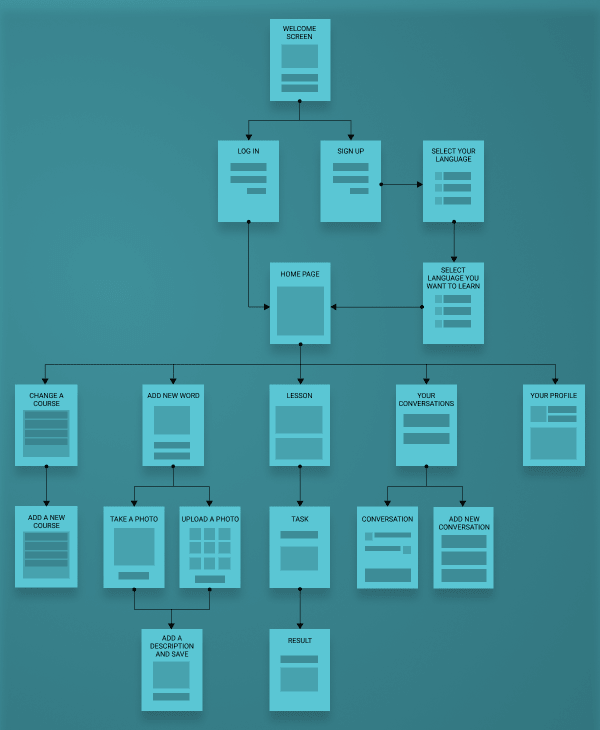 WELCOME
SCREEN
LOG IN
SIGN UP
SELECT YOUR
LANGUAGE
HOME PAGE
SELECT
LANGUAGE YOU
WANT TO LEARN
CHANGE A
COURSE
ADD NEW WORD
LESSON
YOUR
CONVERSATIONS
YOUR PROFILE
ADD A NEW
COURSE
TAKE A PHOTO
UPLOAD A PHOTO
TASK
CONVERSATION
ADD NEW
CONVERSATION
ADD A
DESCRIPTION
AND SAVE
RESULT